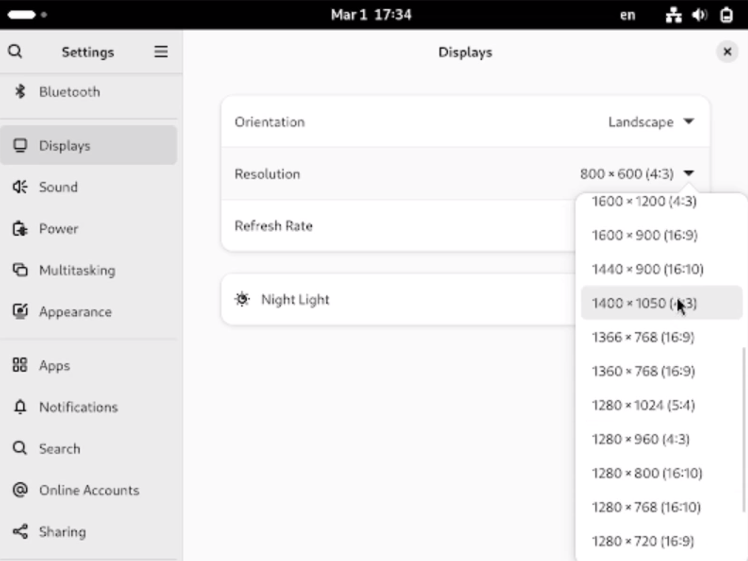 Mar 1 17:34
en
Settings
Displays
Bluetooth
Displays
Sound
Power
Multitasking
Appearance
Apps
Notifications
Search
Online Accounts
Sharing
Orientation
Landscape
Resolution
800 × 600 (4:3)
Refresh Rate
Night Light
1600 × 1200 (4:3)
1600 × 900 (16:9)
1440 × 900 (16:10)
1400 × 1050 (4:3)
1366 × 768 (16:9)
1360 × 768 (16:9)
1280 × 1024 (5:4)
1280 × 960 (4:3)
1280 × 800 (16:10)
1280 × 768 (16:10)
1280 × 720 (16:9)